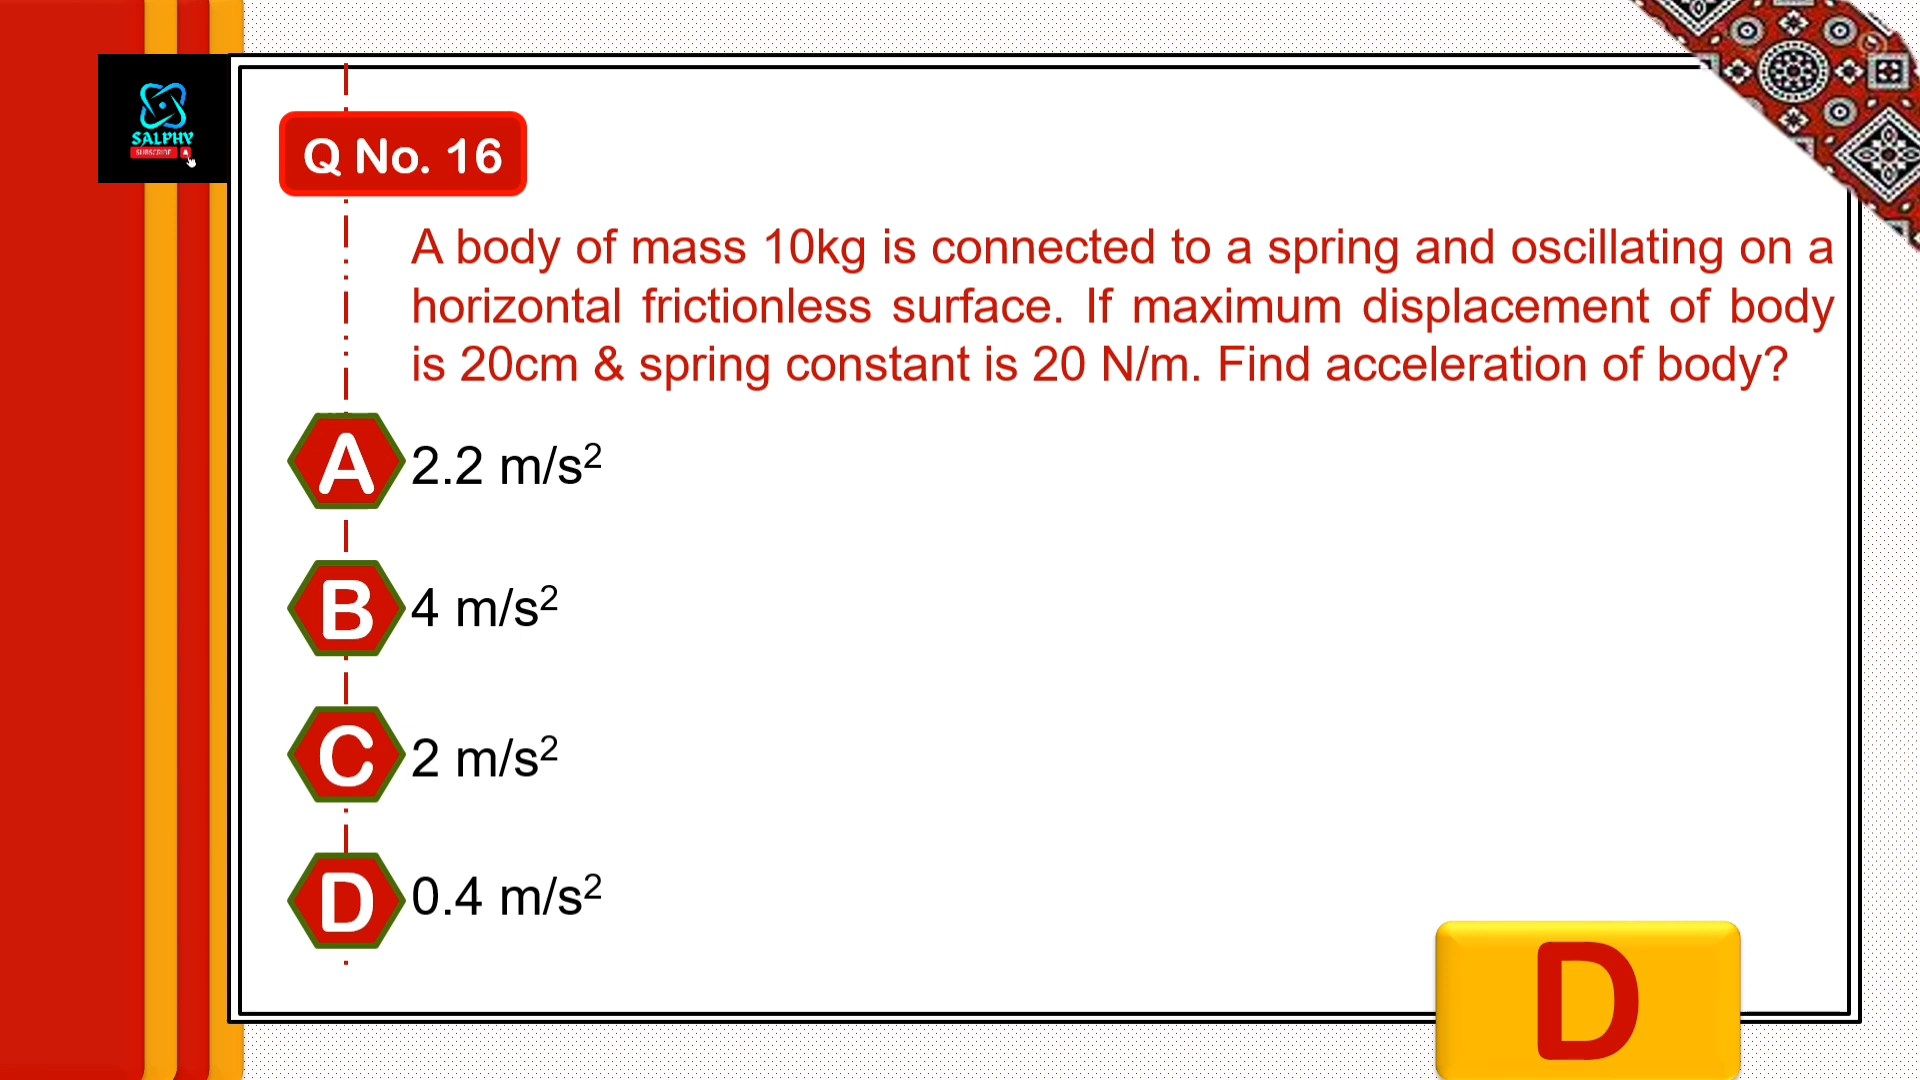 SALPHY
SUBSCRIBE
Q No. 16
A body of mass 10kg is connected to a spring and oscillating on a
horizontal frictionless surface. If maximum displacement of body
is 20cm & spring constant is 20 N/m. Find acceleration of body?
A 2.2 m/s²
B 4 m/s²
C 2 m/s²
D 0.4 m/s²
D